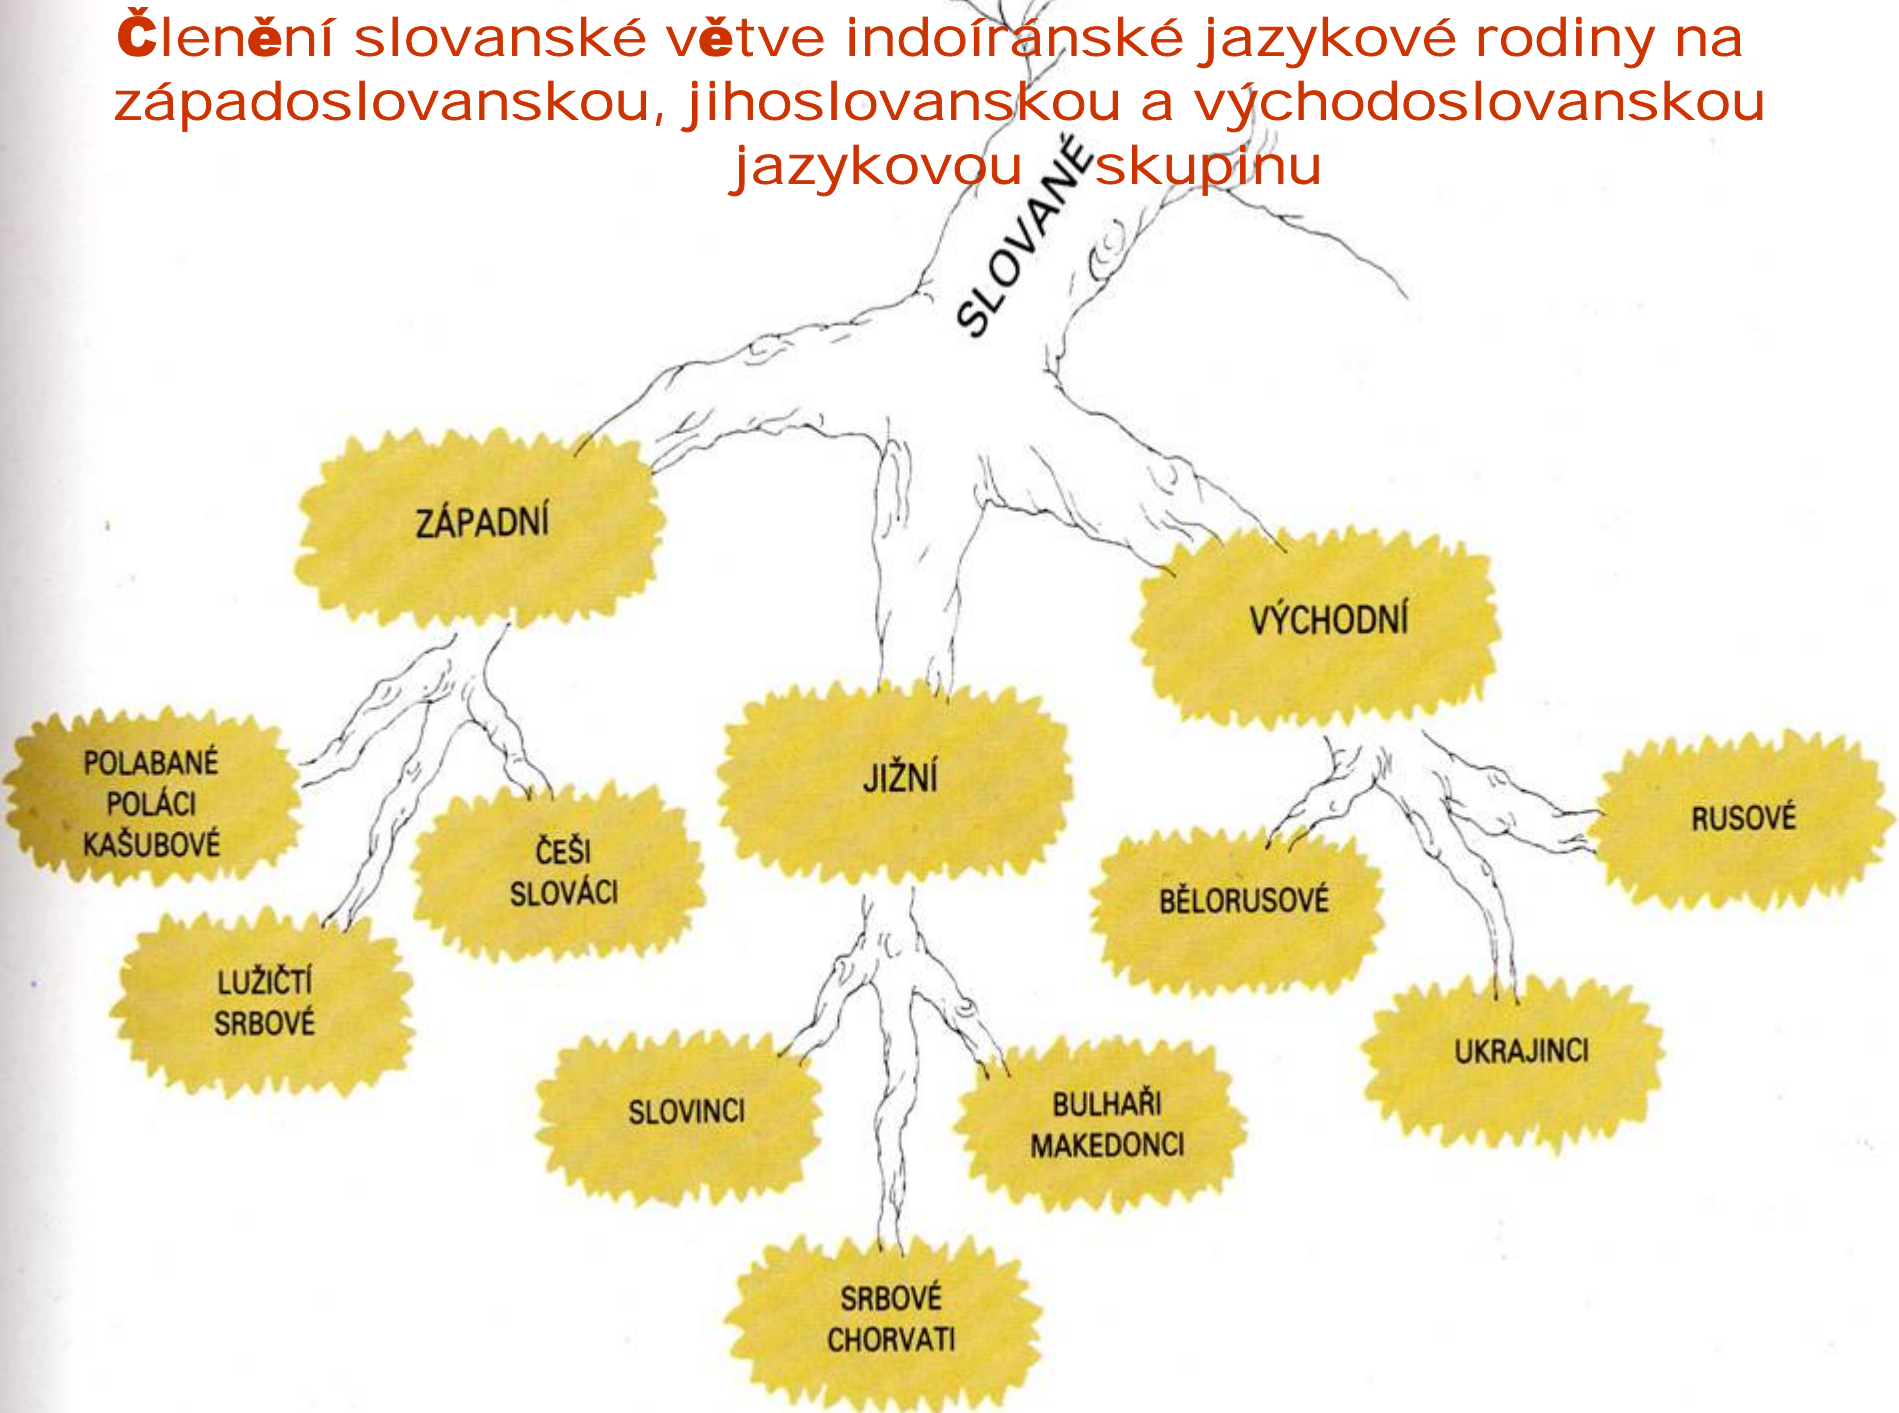 Členění slovanské větve indoíránské jazykové rodiny na
západoslovanskou, jihoslovanskou a východoslovanskou
jazykovou skupinu
SLOVANÉ
ZÁPADNÍ
VÝCHODNÍ
JIŽNÍ
POLABANÉ
POLÁCI
KAŠUBOVÉ
ČEŠI
SLOVÁCI
LUŽIČTÍ
SRBOVÉ
BĚLORUSOVÉ
RUSOVÉ
UKRAJINCI
SLOVINCI
BULHAŘI
MAKEDONCI
SRBOVÉ
CHORVATI